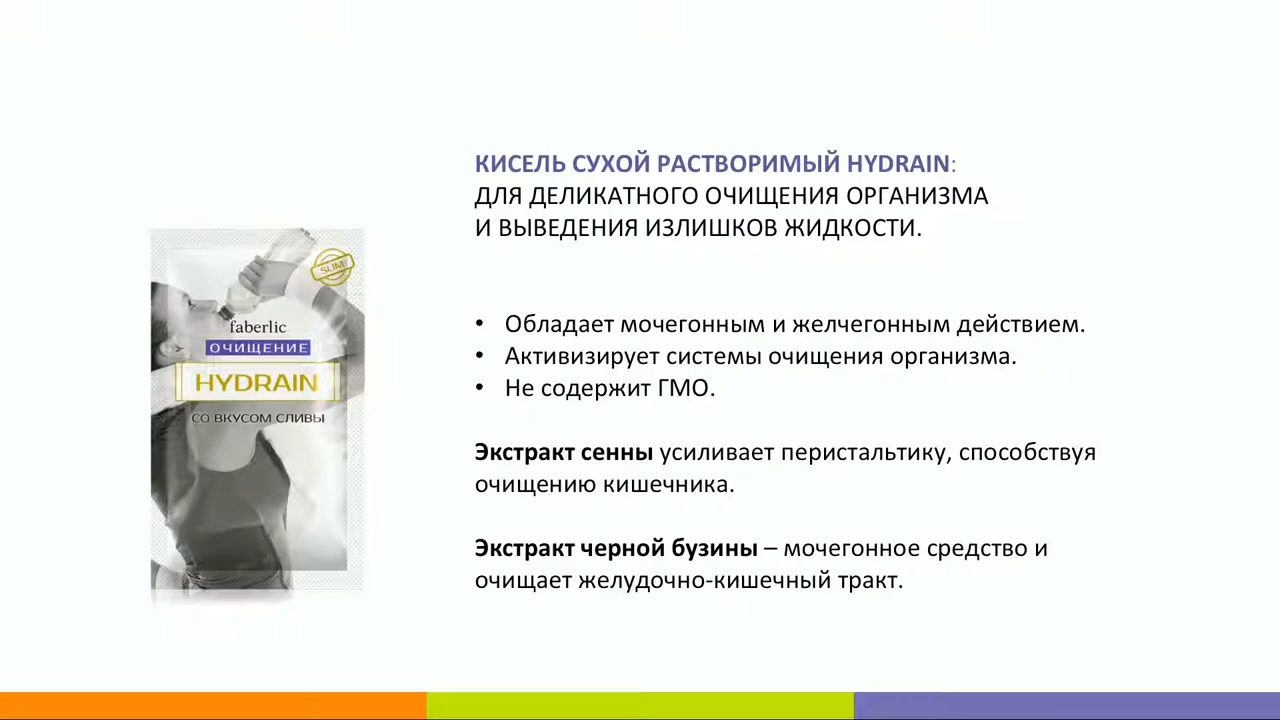 КИСЕЛЬ СУХОЙ РАСТВОРИМЫЙ HYDRAIN:
ДЛЯ ДЕЛИКАТНОГО ОЧИЩЕНИЯ ОРГАНИЗМА
И ВЫВЕДЕНИЯ ИЗЛИШКОВ ЖИДКОСТИ.
SLIM
faberlic
ОЧИЩЕНИЕ
HYDRAIN
СО ВКУСОМ СЛИВЫ
• Обладает мочегонным и желчегонным действием.
• Активизирует системы очищения организма.
• Не содержит ГМО.
Экстракт сенны усиливает перистальтику, способствуя
очищению кишечника.
Экстракт черной бузины – мочегонное средство и
очищает желудочно-кишечный тракт.